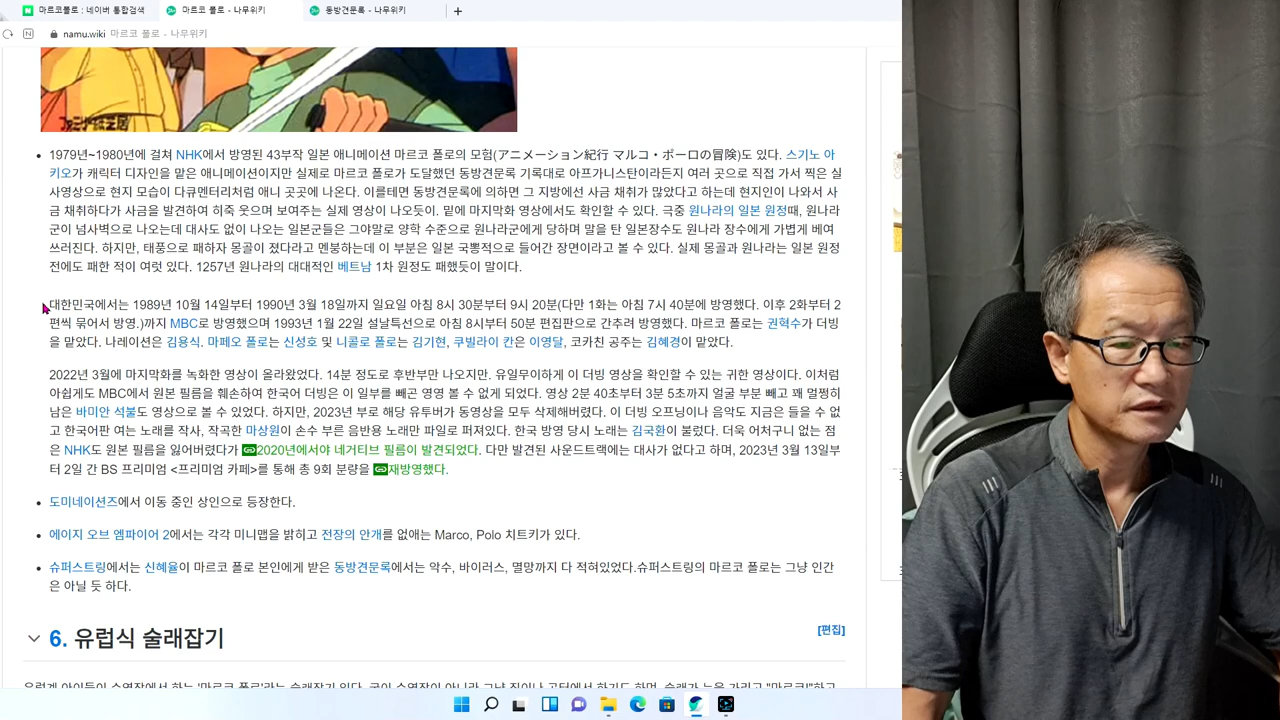 마르코폴로 : 네이버 통합검색
마르코 폴로 - 나무위키
동방견문록 - 나무위키
namu.wiki 마르코 폴로 - 나무위키
1979년~1980년에 걸쳐 NHK에서 방영된 43부작 일본 애니메이션 마르코 폴로의 모험(アニメーション紀行 マルコ・ポーロの冒険)도 있다. 스기노 아
키오가 캐릭터 디자인을 맡은 애니메이션이지만 실제로 마르코 폴로가 도달했던 동방견문록 기록대로 아프가니스탄이라든지 여러 곳으로 직접 가서 찍은 실
사영상으로 현지 모습이 다큐멘터리처럼 애니 곳곳에 나온다. 이를테면 동방견문록에 의하면 그 지방에선 사금 채취가 많았다고 하는데 현지인이 나와서 사
금 채취하다가 사금을 발견하여 히죽 웃으며 보여주는 실제 영상이 나오듯이. 밑에 마지막화 영상에서도 확인할 수 있다. 극중 원나라의 일본 원정때, 원나라
군이 넘사벽으로 나오는데 대사도 없이 나오는 일본군들은 그야말로 양학 수준으로 원나라군에게 당하며 말을 탄 일본장수도 원나라 장수에게 가볍게 베여
쓰러진다. 하지만, 태풍으로 패하자 몽골이 졌다라고 멘붕하는데 이 부분은 일본 국뽕적으로 들어간 장면이라고 볼 수 있다. 실제 몽골과 원나라는 일본 원정
전에도 패한 적이 여럿 있다. 1257년 원나라의 대대적인 베트남 1차 원정도 패했듯이 말이다.
대한민국에서는 1989년 10월 14일부터 1990년 3월 18일까지 일요일 아침 8시 30분부터 9시 20분(다만 1화는 아침 7시 40분에 방영했다. 이후 2화부터 2
편씩 묶어서 방영.)까지 MBC로 방영했으며 1993년 1월 22일 설날특선으로 아침 8시부터 50분 편집판으로 간추려 방영했다. 마르코 폴로는 권혁수가 더빙
을 맡았다. 나레이션은 김용식. 마페오 폴로는 신성호 및 니콜로 폴로는 김기현, 쿠빌라이 칸은 이영달, 코카친 공주는 김혜경이 맡았다.
2022년 3월에 마지막화를 녹화한 영상이 올라왔었다. 14분 정도로 후반부만 나오지만. 유일무이하게 이 더빙 영상을 확인할 수 있는 귀한 영상이다. 이처럼
아쉽게도 MBC에서 원본 필름을 훼손하여 한국어 더빙은 이 일부를 빼곤 영영 볼 수 없게 되었다. 영상 2분 40초부터 3분 5초까지 얼굴 부분 빼고 꽤 멀쩡히
남은 바미안 석불도 영상으로 볼 수 있었다. 하지만, 2023년 부로 해당 유투버가 동영상을 모두 삭제해버렸다. 이 더빙 오프닝이나 음악도 지금은 들을 수 없
고 한국어판 여는 노래를 작사, 작곡한 마상원이 손수 부른 음반용 노래만 파일로 퍼져있다. 한국 방영 당시 노래는 김국환이 불렀다. 더욱 어처구니 없는 점
은 NHK도 원본 필름을 잃어버렸다가 2020년에서야 네거티브 필름이 발견되었다. 다만 발견된 사운드트랙에는 대사가 없다고 하며, 2023년 3월 13일부
터 2일 간 BS 프리미엄 <프리미엄 카페>를 통해 총 9회 분량을 재방영했다.
도미네이션즈에서 이동 중인 상인으로 등장한다.
에이지 오브 엠파이어 2에서는 각각 미니맵을 밝히고 전장의 안개를 없애는 Marco, Polo 치트키가 있다.
슈퍼스트링에서는 신혜율이 마르코 폴로 본인에게 받은 동방견문록에서는 악수, 바이러스, 멸망까지 다 적혀있었다.슈퍼스트링의 마르코 폴로는 그냥 인간
은 아닐 듯 하다.
6. 유럽식 술래잡기
[편집]